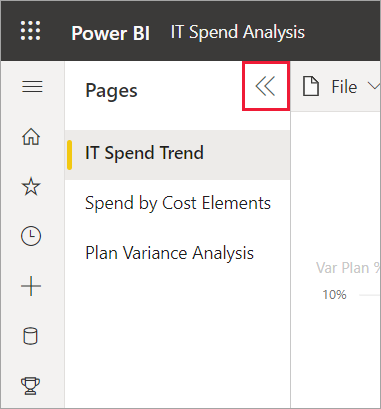 Power BI IT Spend Analysis
Pages
File
IT Spend Trend
Spend by Cost Elements
Plan Variance Analysis
Var Plan %
10%